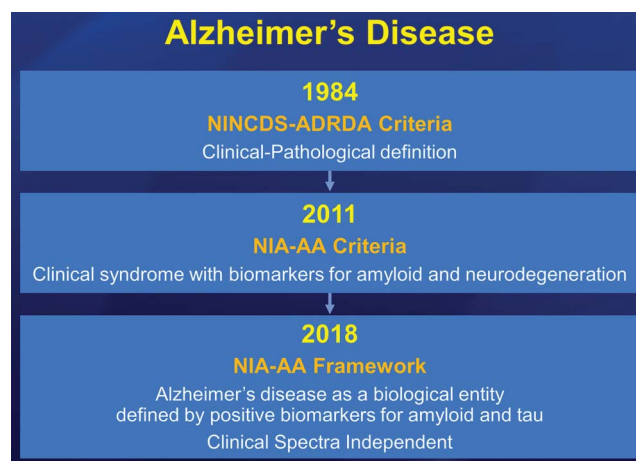 Alzheimer’s Disease
1984
NINCDS-ADRDA Criteria
Clinical-Pathological definition
2011
NIA-AA Criteria
Clinical syndrome with biomarkers for amyloid and neurodegeneration
2018
NIA-AA Framework
Alzheimer’s disease as a biological entity
defined by positive biomarkers for amyloid and tau
Clinical Spectra Independent